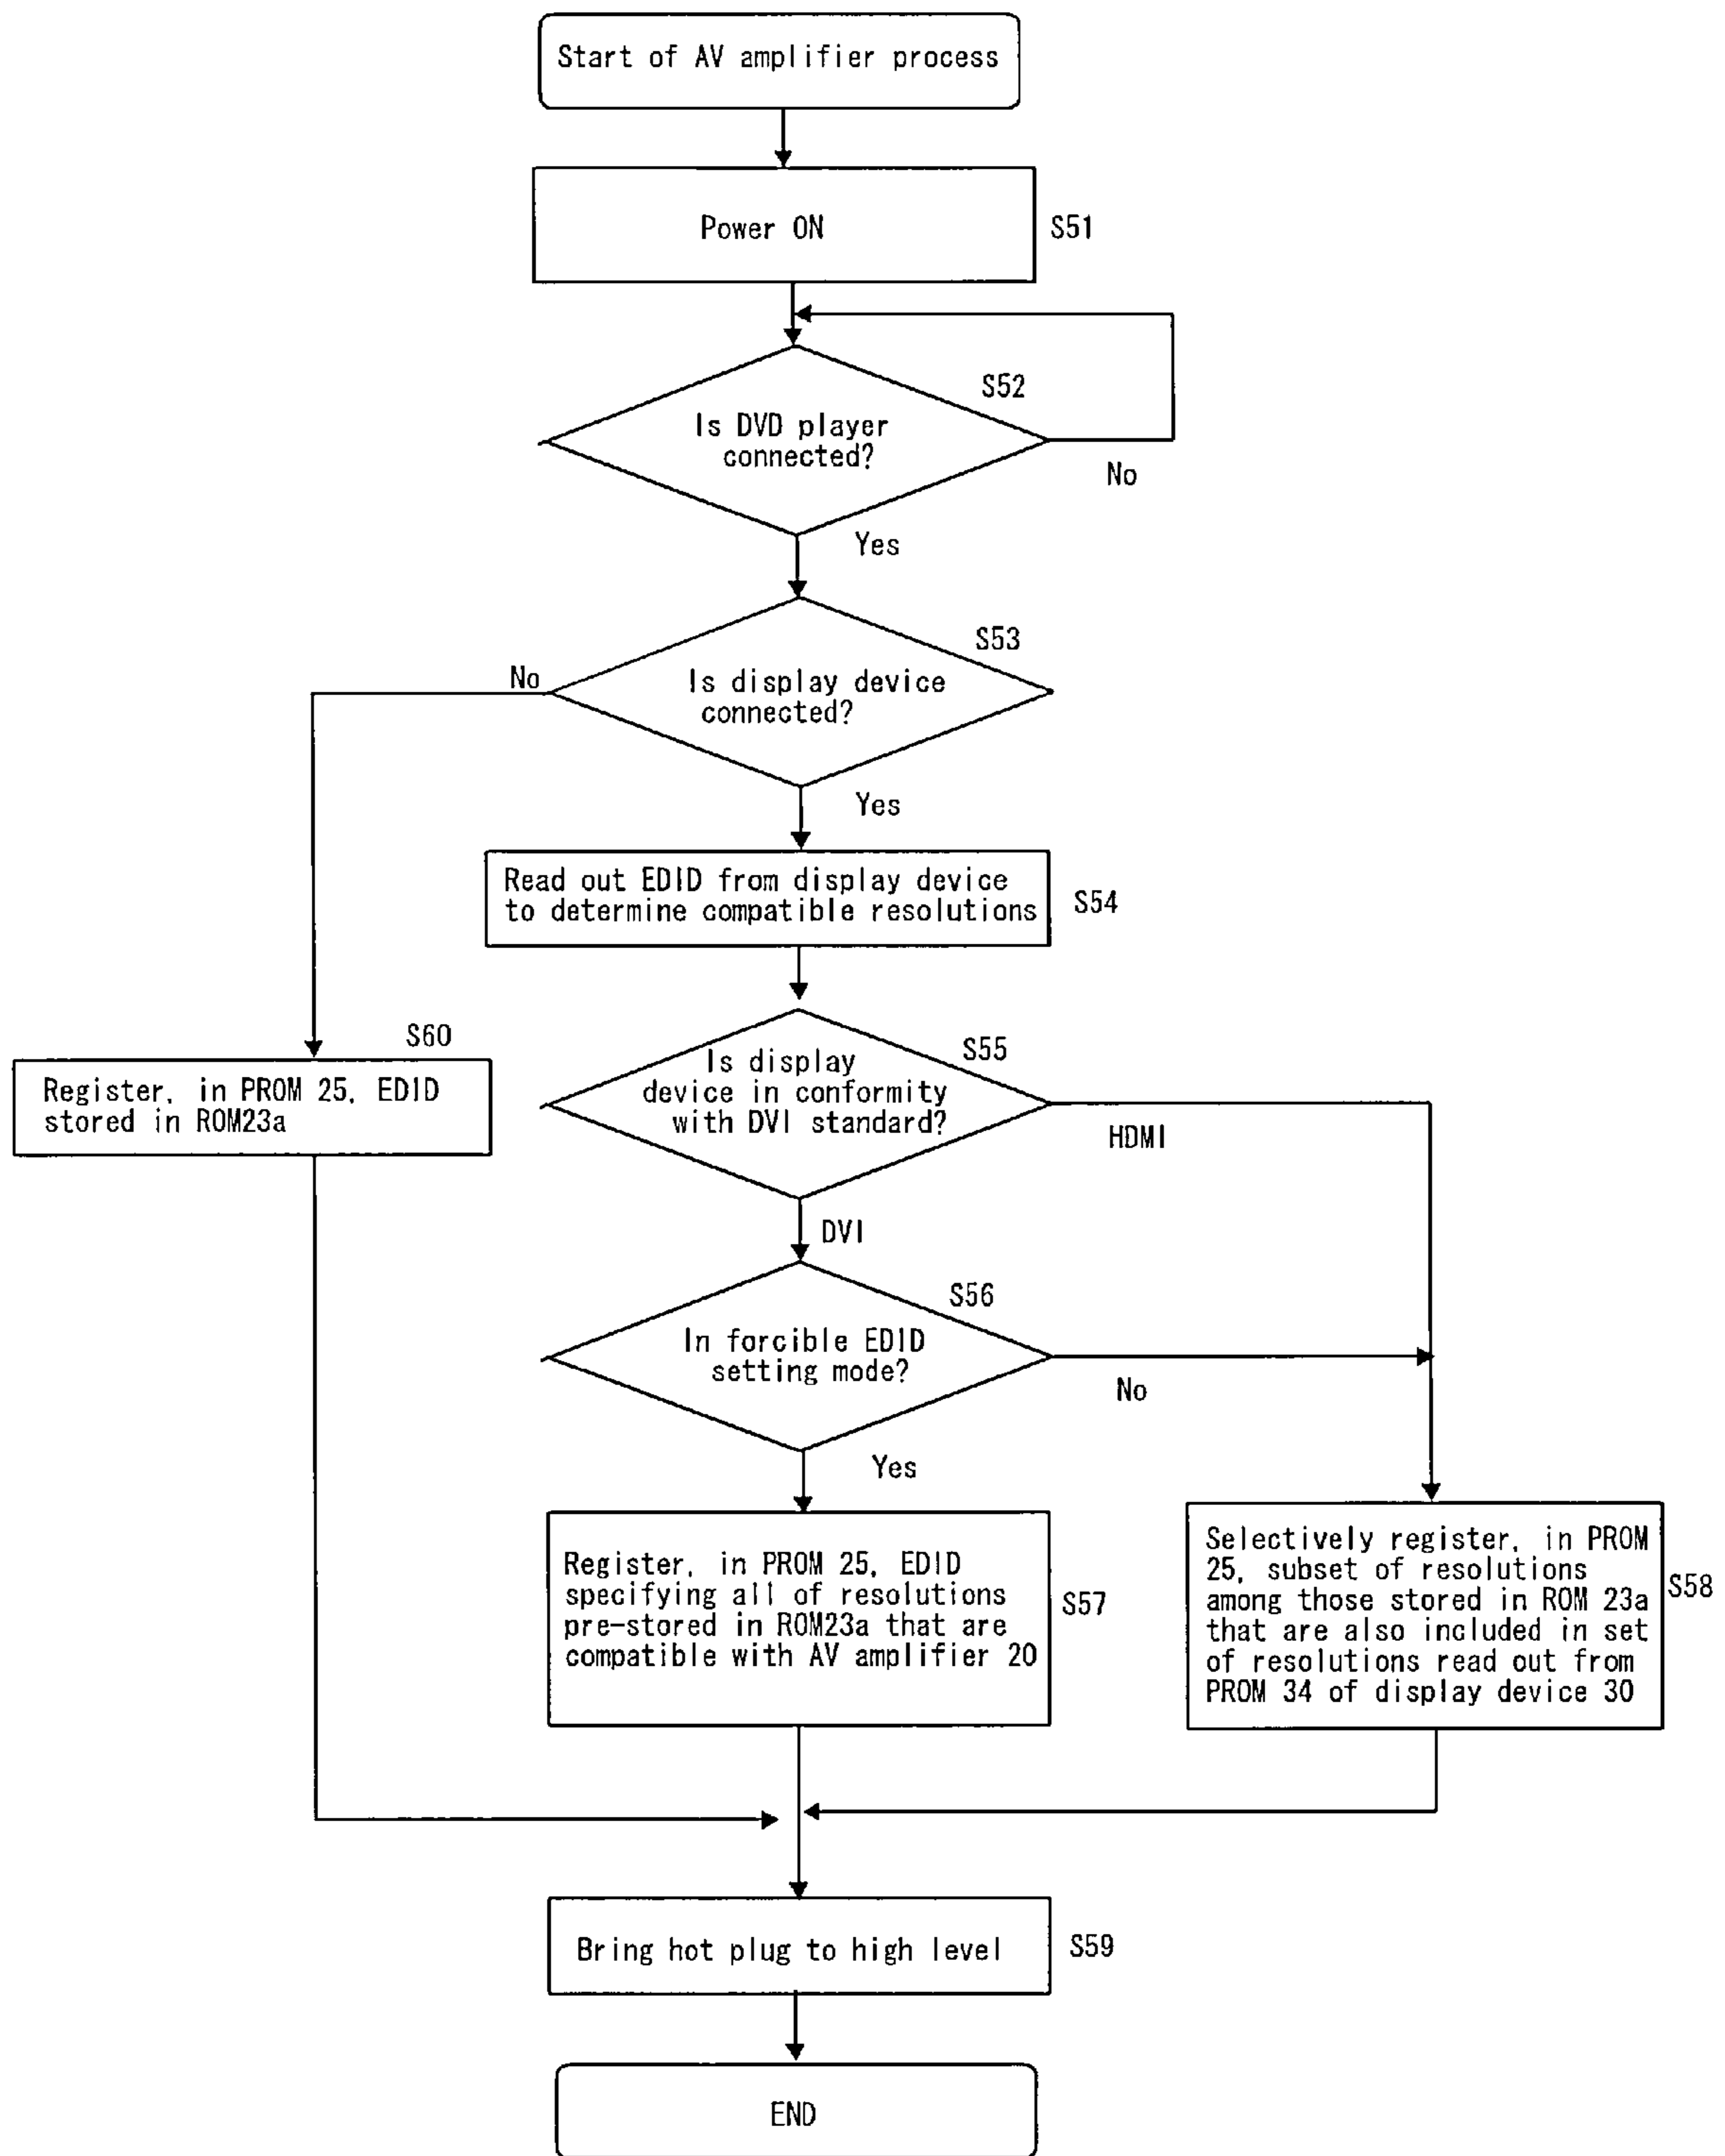 Start of AV amplifier process
Power ON
S51
S52
Is DVD player
connected?
No
Yes
S53
No
Is display device
connected?
Yes
Read out EDID from display device
to determine compatible resolutions
S54
S60
Register, in PROM 25, EDID
stored in ROM23a
S55
Is display
device in conformity
with DVI standard?
HDMI
DVI
S56
In forcible EDID
setting mode?
No
Yes
Register, in PROM 25, EDID
specifying all of resolutions
pre-stored in ROM23a that are
compatible with AV amplifier 20
S57
Selectively register, in PROM
25, subset of resolutions
among those stored in ROM 23a
that are also included in set
of resolutions read out from
PROM 34 of display device 30
S58
Bring hot plug to high level
S59
END